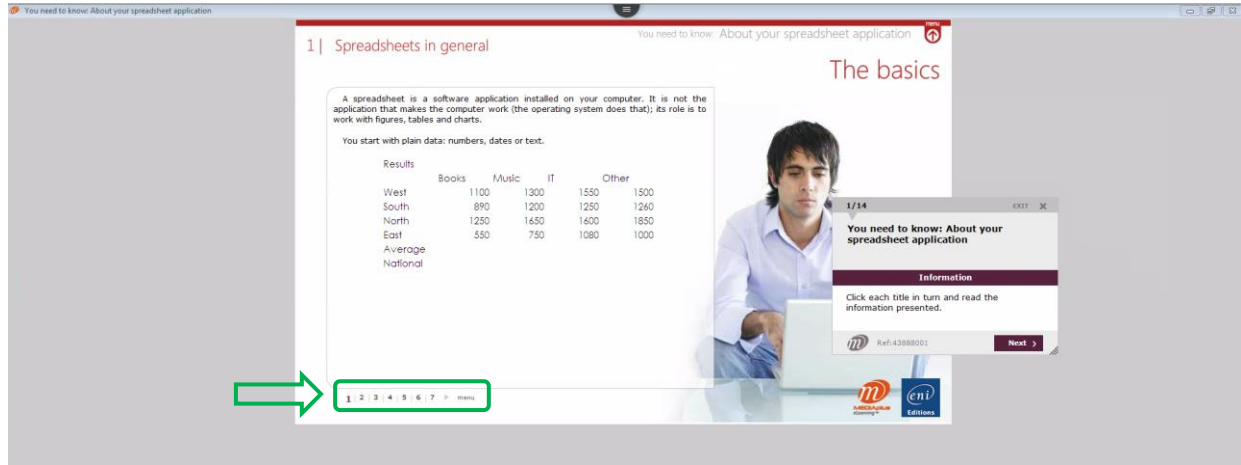 You need to know: About your spreadsheet application
1 | Spreadsheets in general
You need to know: About your spreadsheet application
menu
The basics
A spreadsheet is a software application installed on your computer. It is not the
application that makes the computer work (the operating system does that); its role is to
work with figures, tables and charts.
You start with plain data: numbers, dates or text.
Results
Books Music IT Other
West 1100 1300 1550 1500
South 890 1200 1250 1260
North 1250 1650 1600 1850
East 550 750 1080 1000
Average
National
1/14 EXIT X
You need to know: About your
spreadsheet application
Information
Click each title in turn and read the
information presented.
m Ref:43888001 Next >
1 | 2 | 3 | 4 | 5 | 6 | 7 menu
m
MEDIAplus
eLearning
eni
Editions